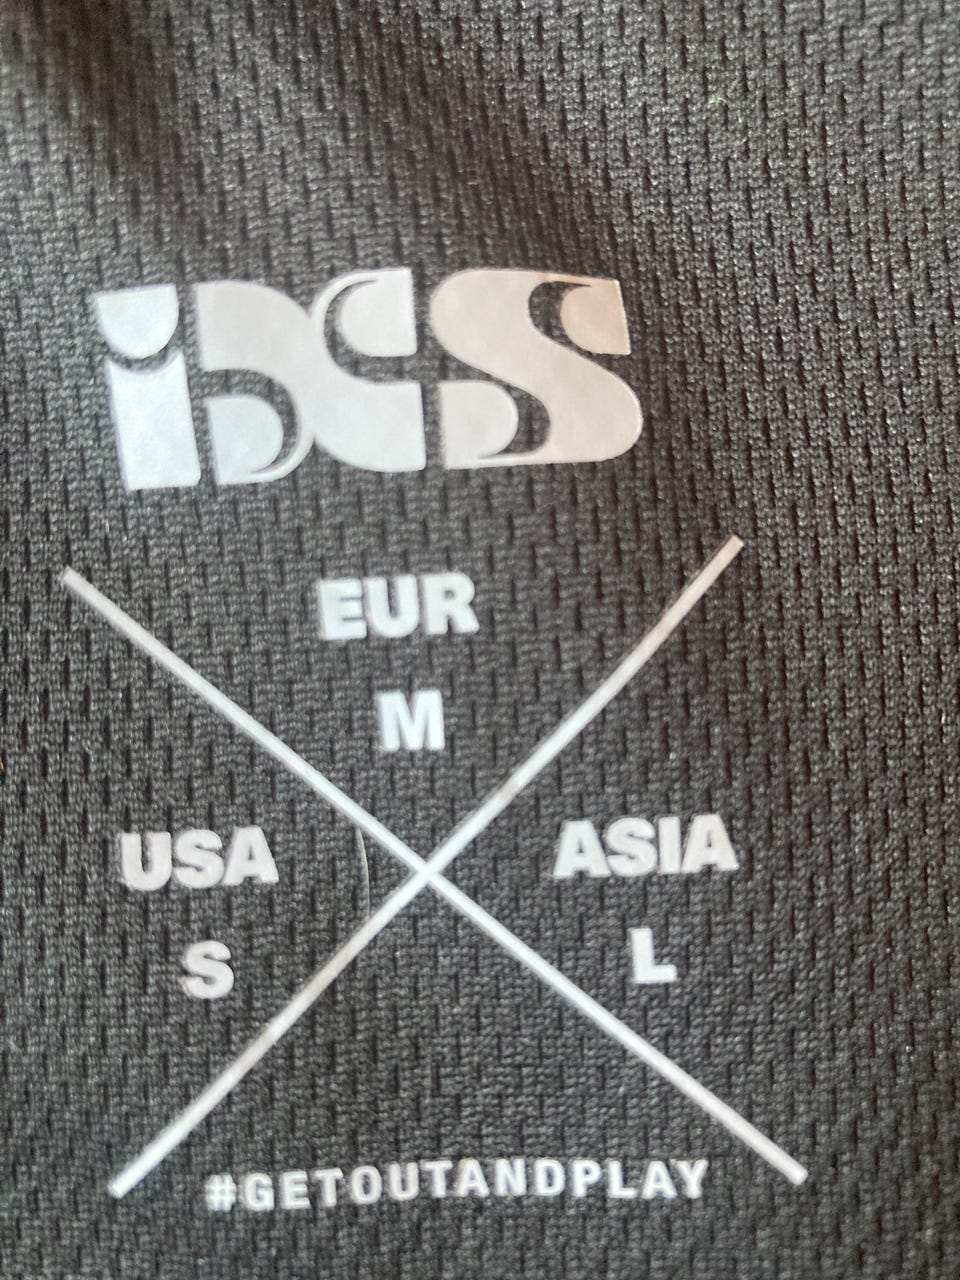 iXS
EUR
M
USA
ASIA
S
L
#GETOUTANDPLAY